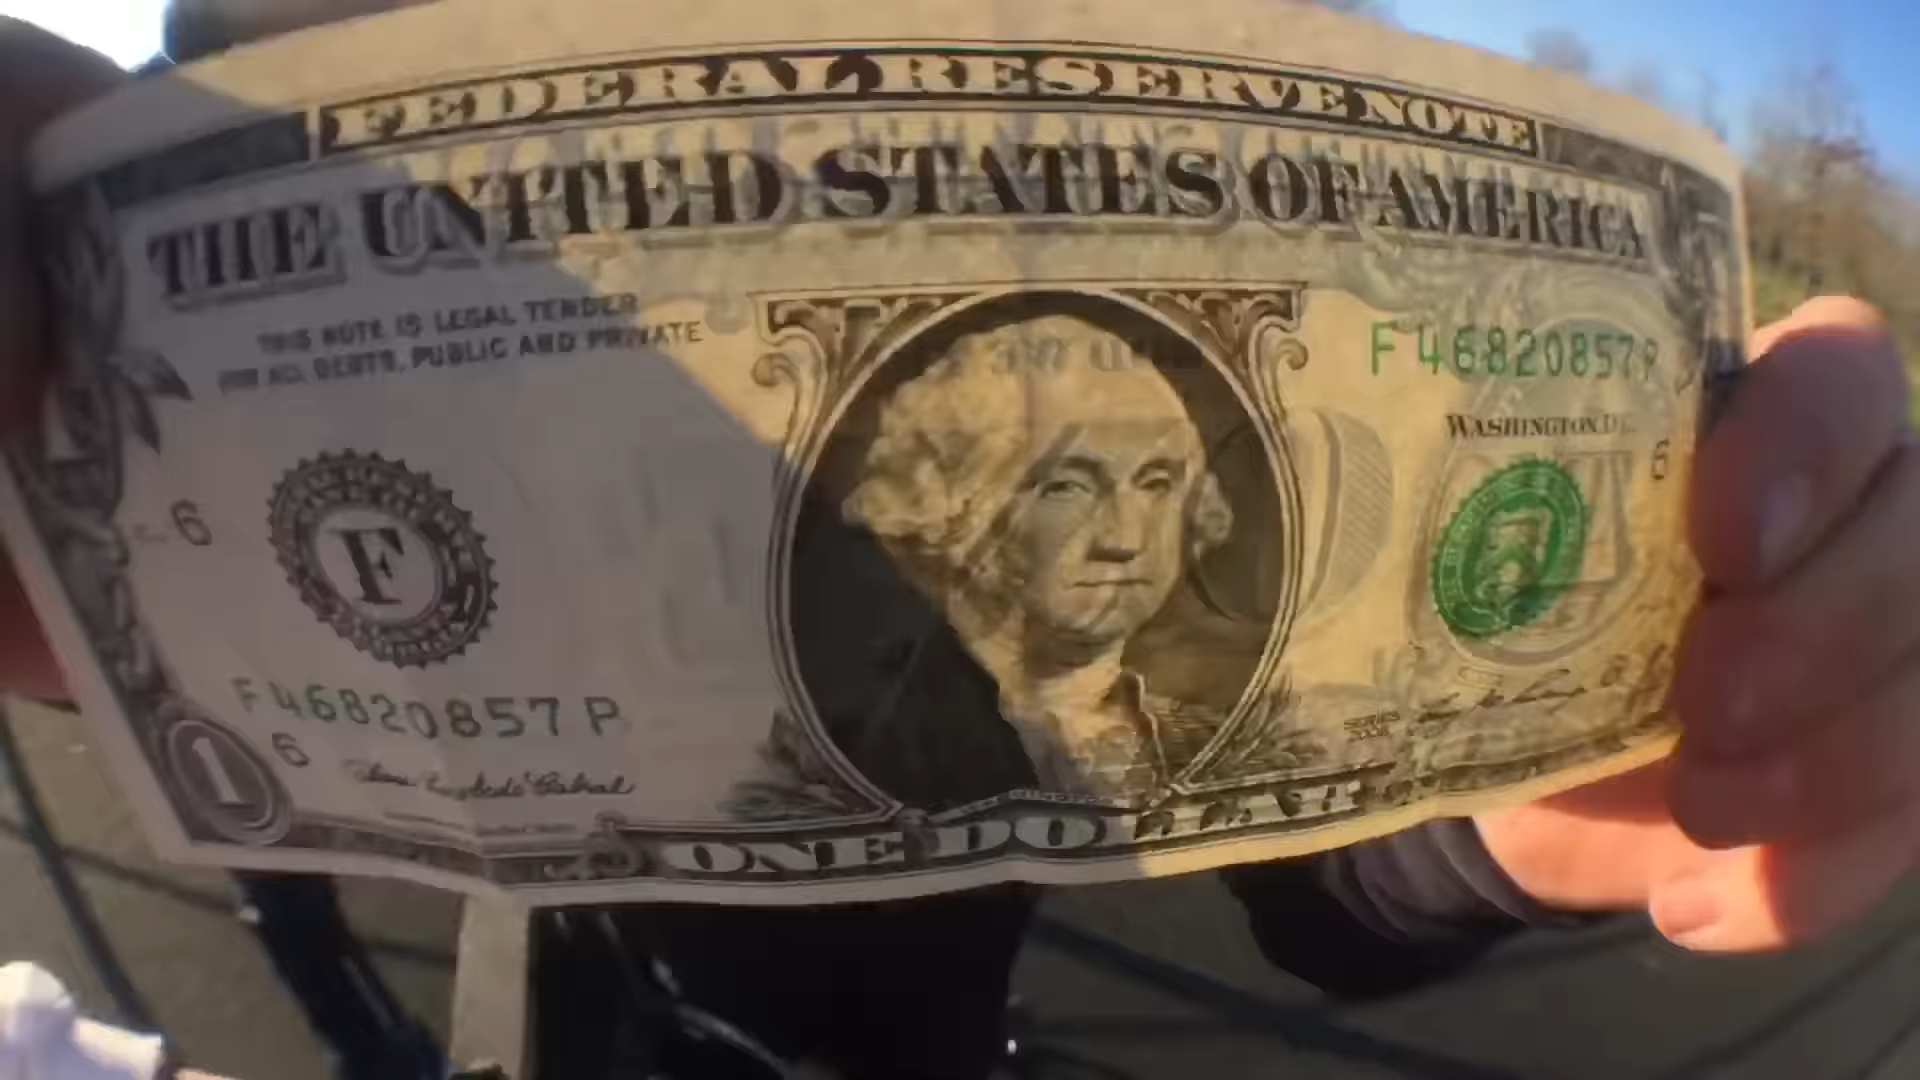 FEDERAL RESERVE NOTE
THE UNITED STATES OF AMERICA
THIS NOTE IS LEGAL TENDER
FOR ALL DEBTS, PUBLIC AND PRIVATE
F 46820857 P
WASHINGTON, D.C.
6
6
F
F 46820857 P
6
1
ONE DOLLAR